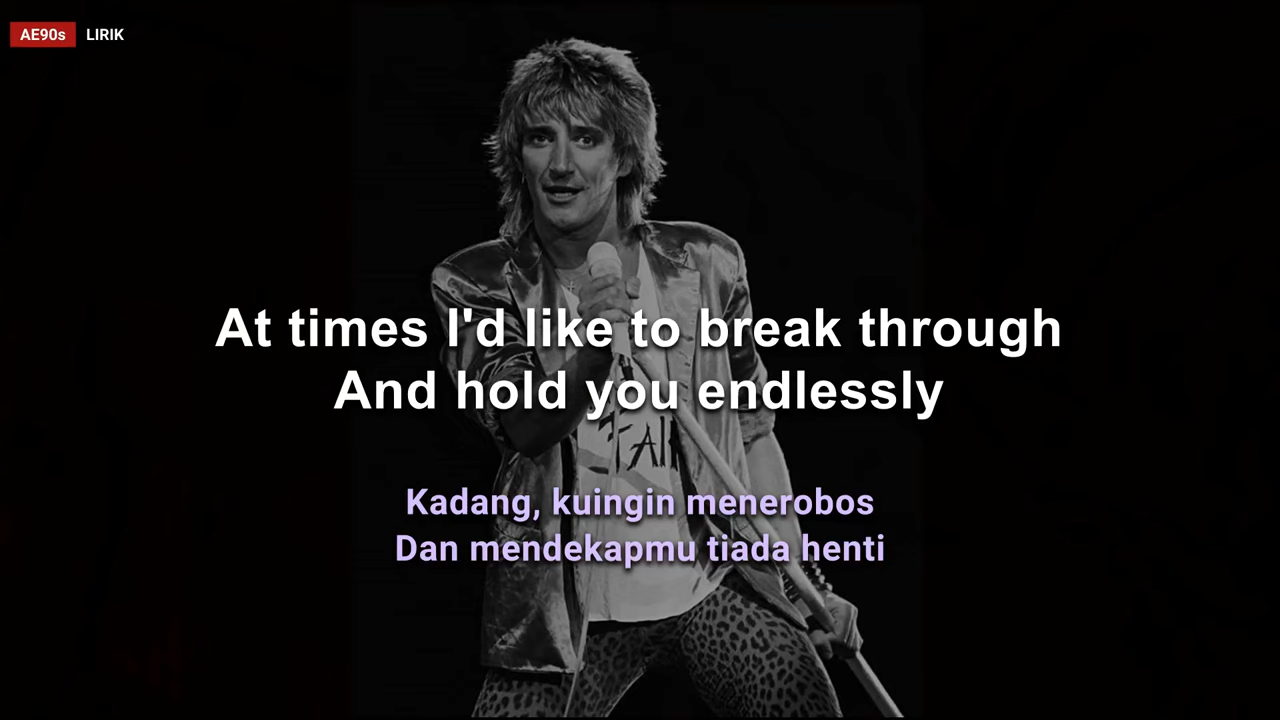 AE90s LIRIK
At times I'd like to break through
And hold you endlessly
Kadang, kuingin menerobos
Dan mendekapmu tiada henti